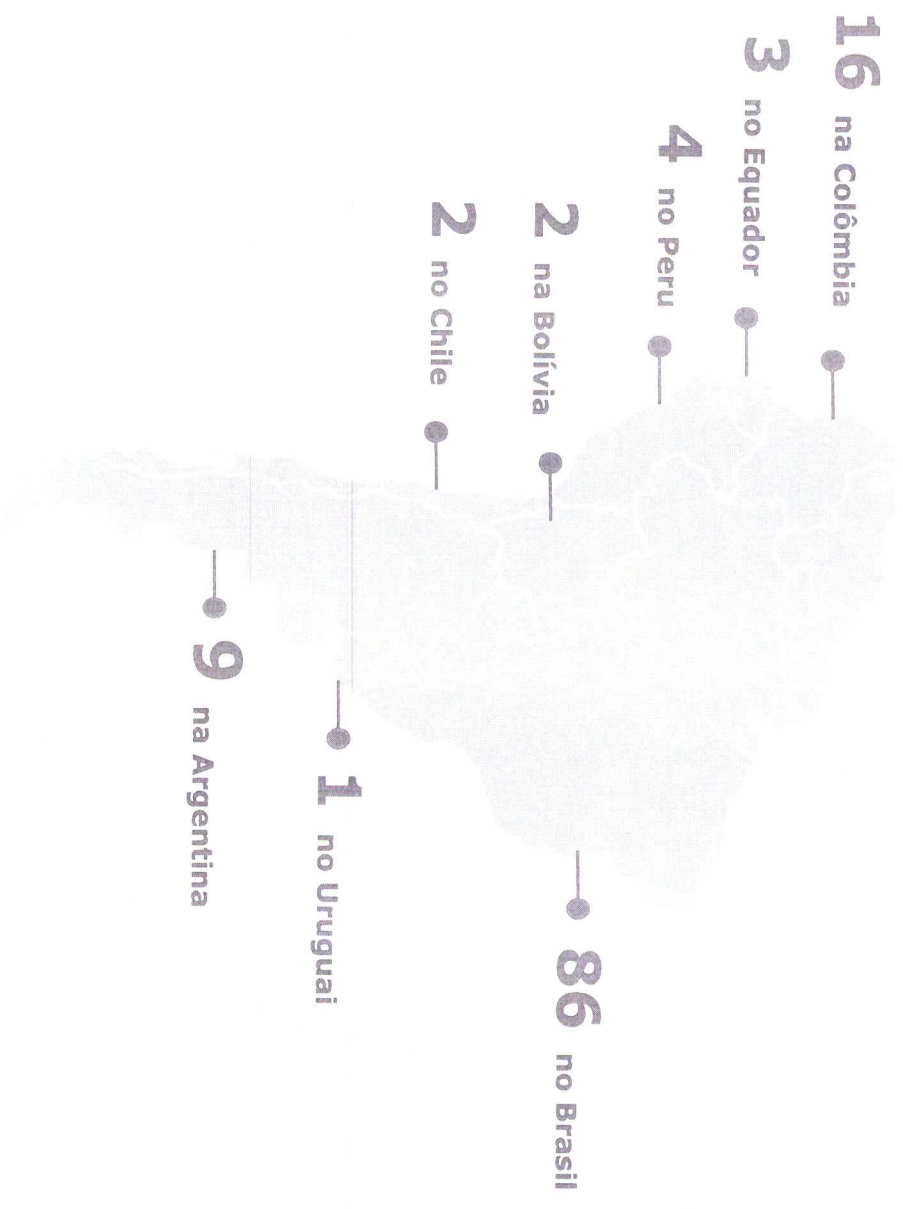 16 na Colômbia
3 no Equador
4 no Peru
2 na Bolívia
2 no Chile
86 no Brasil
1 no Uruguai
9 na Argentina